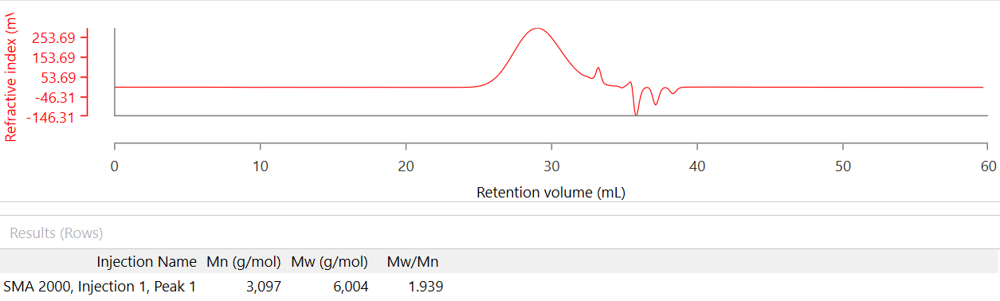 Refractive index (m\
253.69
153.69
53.69
-46.31
-146.31
0 10 20 30 40 50 60
Retention volume (mL)
Results (Rows)
Injection Name Mn (g/mol) Mw (g/mol) Mw/Mn
SMA 2000, Injection 1, Peak 1 3,097 6,004 1.939